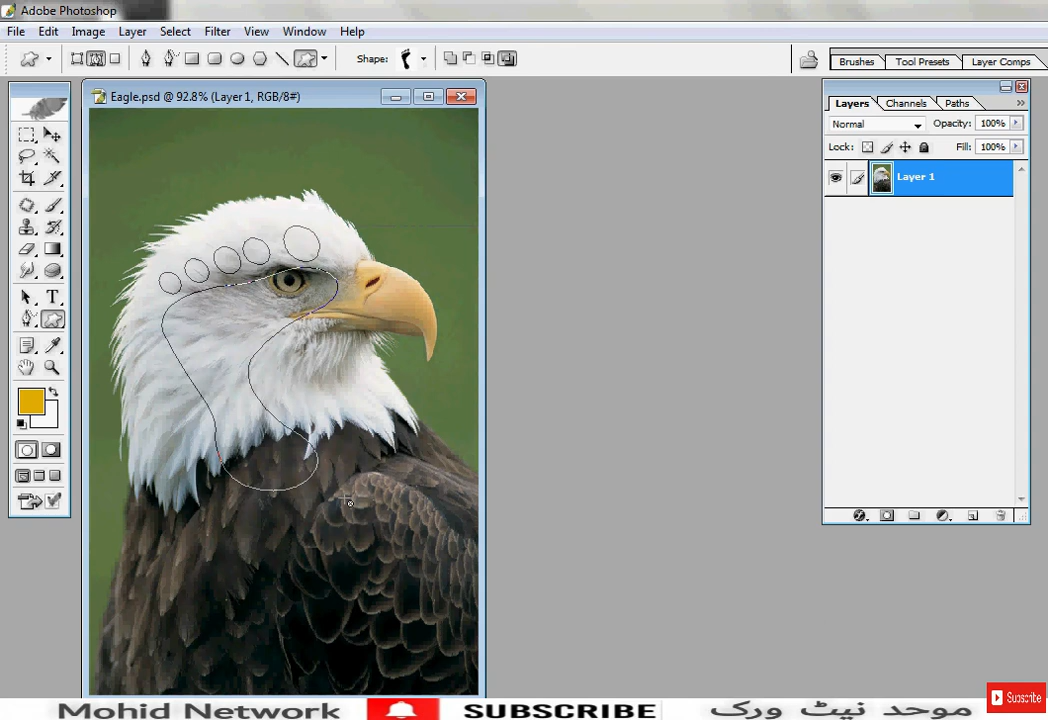 Adobe Photoshop
File Edit Image Layer Select Filter View Window Help
Shape:
Brushes Tool Presets Layer Comps
Eagle.psd @ 92.8% (Layer 1, RGB/8#)
Layers Channels Paths
Normal Opacity: 100%
Lock: Fill: 100%
Layer 1
T
Subscribe
Mohid Network SUBSCRIBE موحد نیٹ ورک